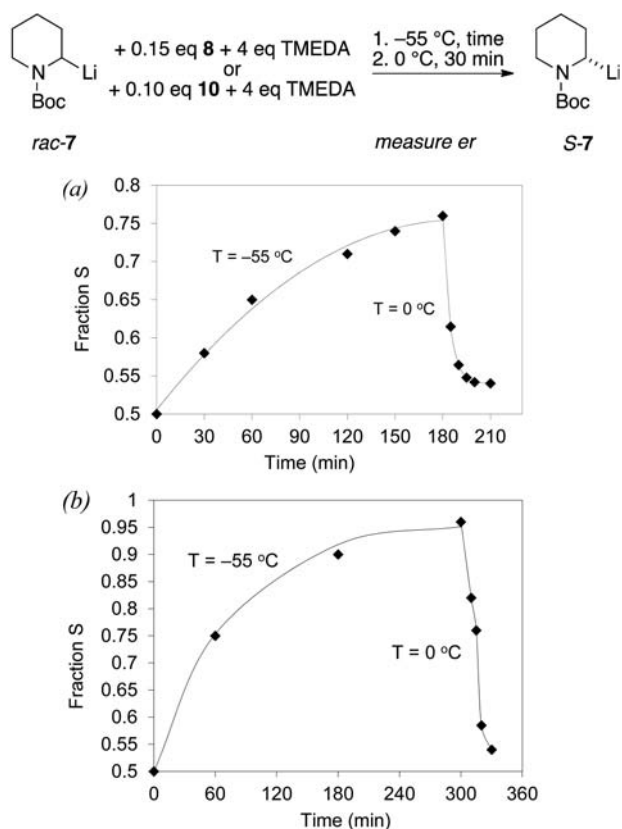 N
Li
Boc
rac-7
+ 0.15 eq 8 + 4 eq TMEDA
or
+ 0.10 eq 10 + 4 eq TMEDA
1. –55 °C, time
2. 0 °C, 30 min
measure er
N
Li
Boc
S-7
(a)
0.8
0.75
0.7
0.65
0.6
0.55
0.5
Fraction S
T = –55 °C
T = 0 °C
0 30 60 90 120 150 180 210
Time (min)
(b)
1
0.95
0.9
0.85
0.8
0.75
0.7
0.65
0.6
0.55
0.5
Fraction S
T = –55 °C
T = 0 °C
0 60 120 180 240 300 360
Time (min)